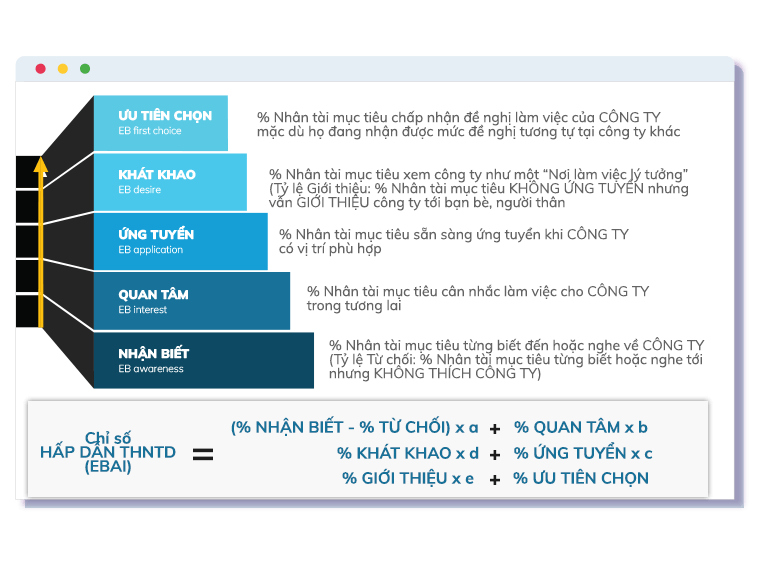 ƯU TIÊN CHỌN
EB first choice
% Nhân tài mục tiêu chấp nhận đề nghị làm việc của CÔNG TY
mặc dù họ đang nhận được mức đề nghị tương tự tại công ty khác
KHÁT KHAO
EB desire
% Nhân tài mục tiêu xem công ty như một “Nơi làm việc lý tưởng”
(Tỷ lệ Giới thiệu: % Nhân tài mục tiêu KHÔNG ỨNG TUYỂN nhưng
vẫn GIỚI THIỆU công ty tới bạn bè, người thân
ỨNG TUYỂN
EB application
% Nhân tài mục tiêu sẵn sàng ứng tuyển khi CÔNG TY
có vị trí phù hợp
QUAN TÂM
EB interest
% Nhân tài mục tiêu cân nhắc làm việc cho CÔNG TY
trong tương lai
NHẬN BIẾT
EB awareness
% Nhân tài mục tiêu từng biết đến hoặc nghe về CÔNG TY
(Tỷ lệ Từ chối: % Nhân tài mục tiêu từng biết hoặc nghe tới
nhưng KHÔNG THÍCH CÔNG TY)
Chỉ số
HẤP DẪN THNTD
(EBAI)
=
(% NHẬN BIẾT - % TỪ CHỐI) x a + % QUAN TÂM x b
% KHÁT KHAO x d + % ỨNG TUYỂN x c
% GIỚI THIỆU x e + % ƯU TIÊN CHỌN